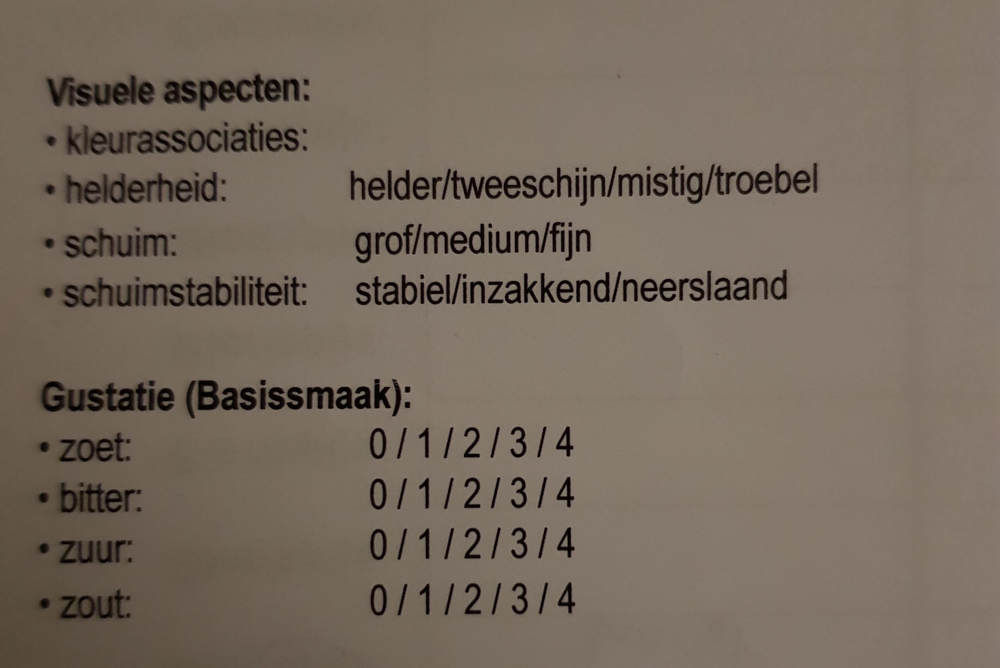 Visuele aspecten:
• kleurassociaties:
• helderheid: helder/tweeschijn/mistig/troebel
• schuim: grof/medium/fijn
• schuimstabiliteit: stabiel/inzakkend/neerslaand
Gustatie (Basissmaak):
• zoet: 0 / 1 / 2 / 3 / 4
• bitter: 0 / 1 / 2 / 3 / 4
• zuur: 0 / 1 / 2 / 3 / 4
• zout: 0 / 1 / 2 / 3 / 4